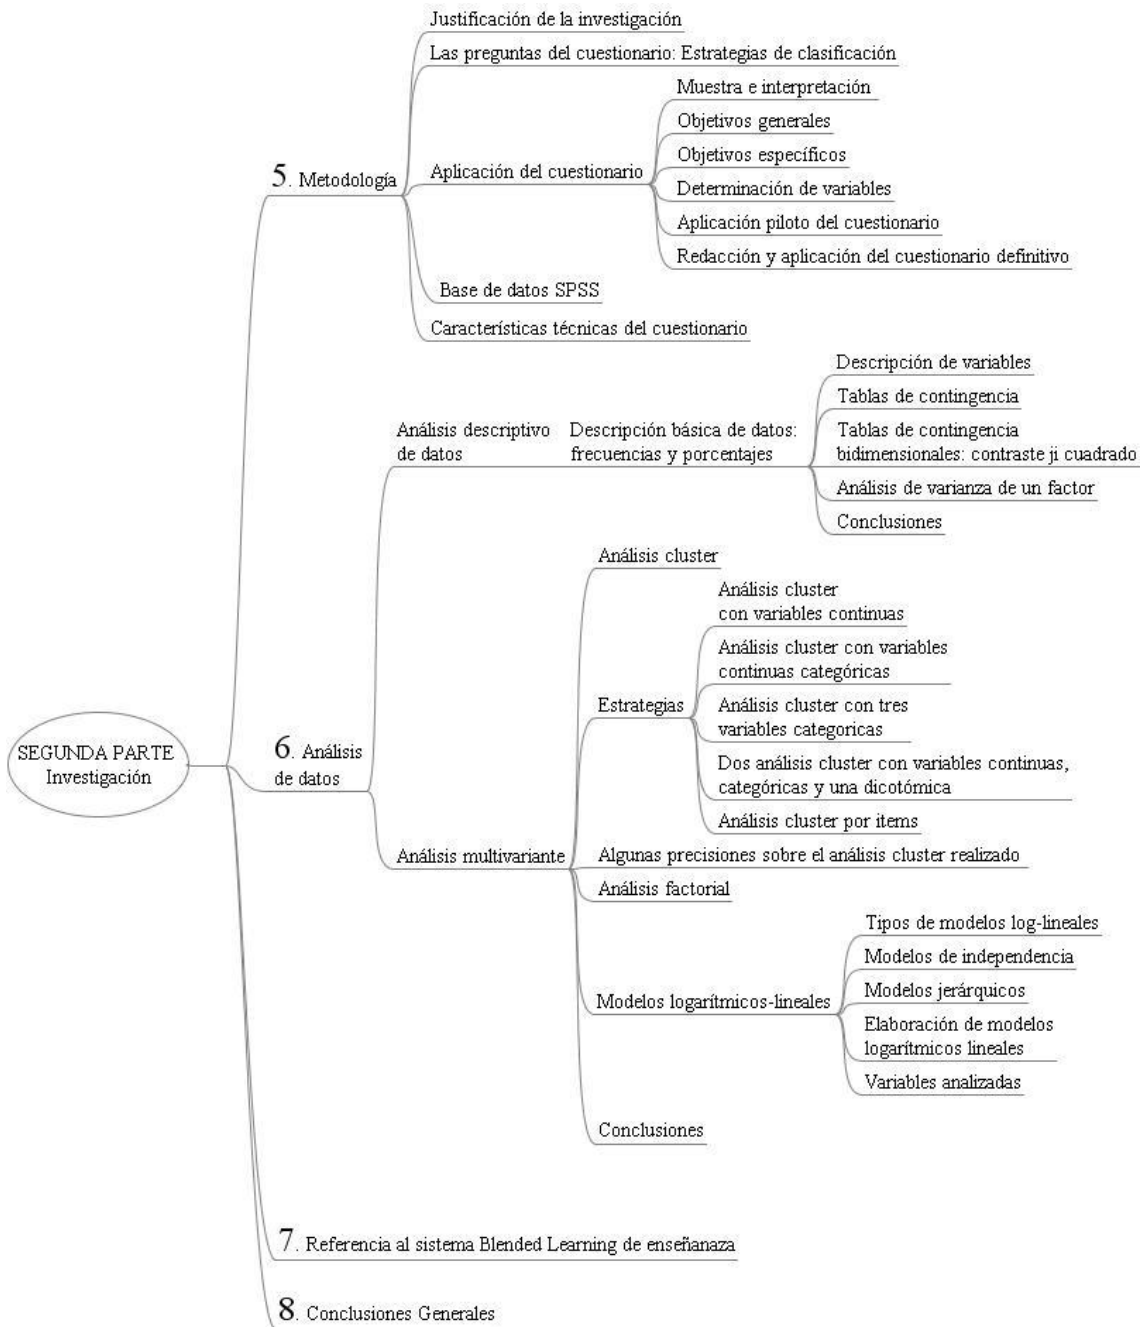 SEGUNDA PARTE
Investigación
5. Metodología
Justificación de la investigación
Las preguntas del cuestionario: Estrategias de clasificación
Aplicación del cuestionario
Muestra e interpretación
Objetivos generales
Objetivos específicos
Determinación de variables
Aplicación piloto del cuestionario
Redacción y aplicación del cuestionario definitivo
Base de datos SPSS
Características técnicas del cuestionario
6. Análisis
de datos
Análisis descriptivo
de datos
Descripción básica de datos:
frecuencias y porcentajes
Descripción de variables
Tablas de contingencia
Tablas de contingencia
bidimensionales: contraste ji cuadrado
Análisis de varianza de un factor
Conclusiones
Análisis multivariante
Análisis cluster
Estrategias
Análisis cluster
con variables continuas
Análisis cluster con variables
continuas categóricas
Análisis cluster con tres
variables categoricas
Dos análisis cluster con variables continuas,
categóricas y una dicotómica
Análisis cluster por items
Algunas precisiones sobre el análisis cluster realizado
Análisis factorial
Modelos logarítmicos-lineales
Tipos de modelos log-lineales
Modelos de independencia
Modelos jerárquicos
Elaboración de modelos
logarítmicos lineales
Variables analizadas
Conclusiones
7. Referencia al sistema Blended Learning de enseñanaza
8. Conclusiones Generales